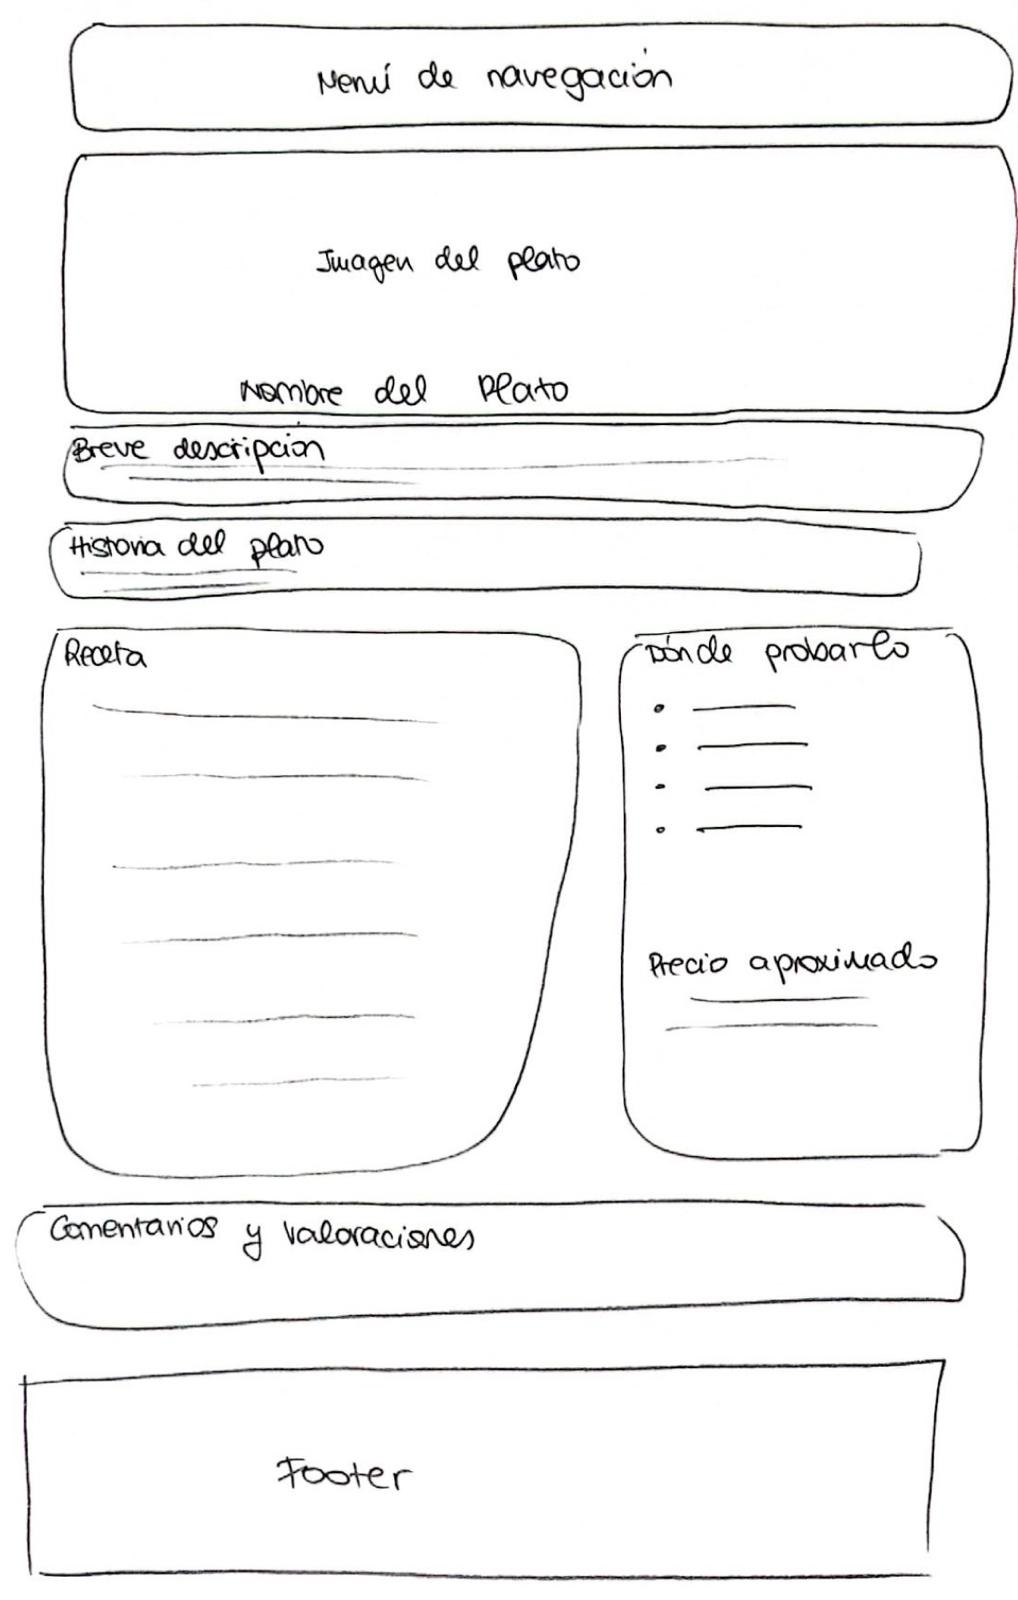 Menú de navegación
Imagen del plato
Nombre del Plato
Breve descripción
Historia del plato
Receta
Dónde probarlo
Precio aproximado
Comentarios y valoraciones
Footer